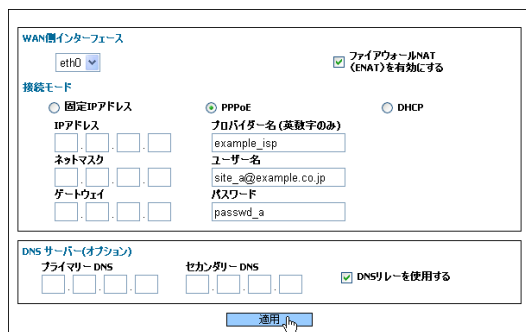 WAN側インターフェース
eth0
ファイアウォールNAT
(ENAT)を有効にする
接続モード
固定IPアドレス
PPPoE
DHCP
IPアドレス
プロバイダー名(英数字のみ)
example_isp
ネットマスク
ユーザー名
site_a@example.co.jp
ゲートウェイ
パスワード
passwd_a
DNS サーバー(オプション)
プライマリー DNS
セカンダリー DNS
DNSリレーを使用する
適用